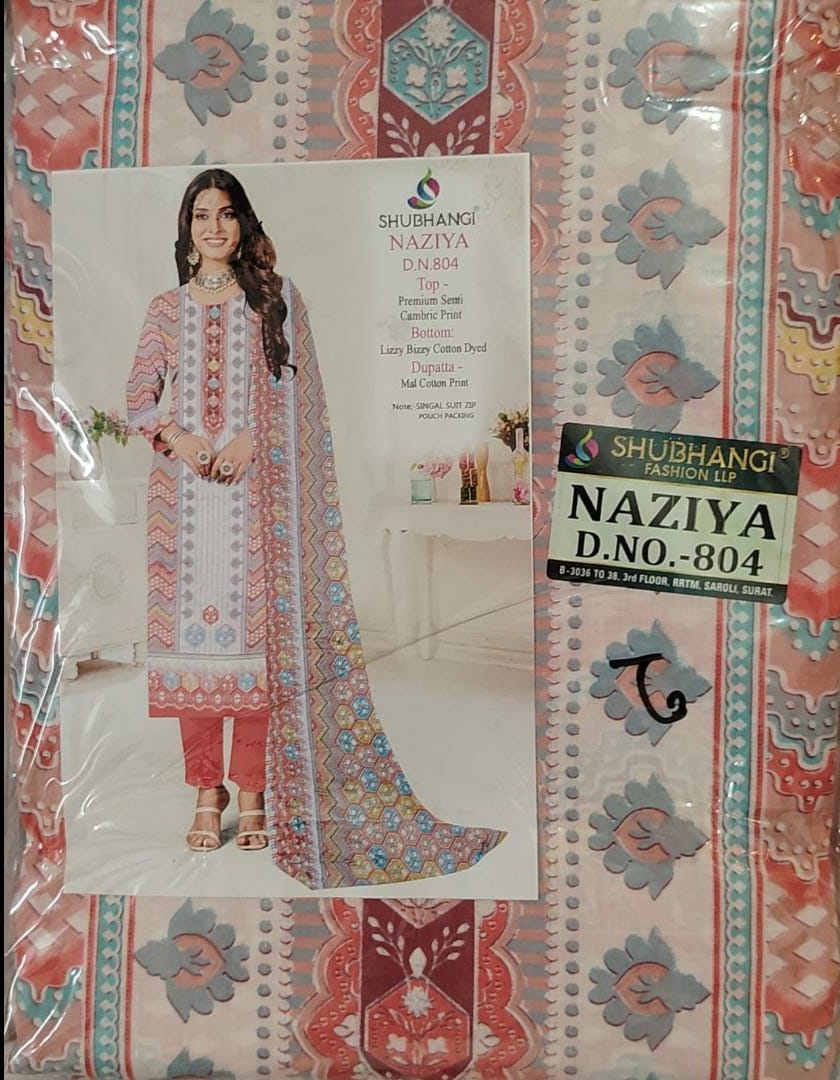 SHUBHANGI
NAZIYA
D.N.804
Top -
Premium Semi
Cambric Print
Bottom:
Lizzy Bizzy Cotton Dyed
Dupatta -
Mal Cotton Print
Note;-SINGAL SUIT ZIP
POUCH PACKING
SHUBHANGI®
FASHION LLP
NAZIYA
D.NO.-804
B-3036 TO 38, 3rd FLOOR, RRTM, SAROLI, SURAT.